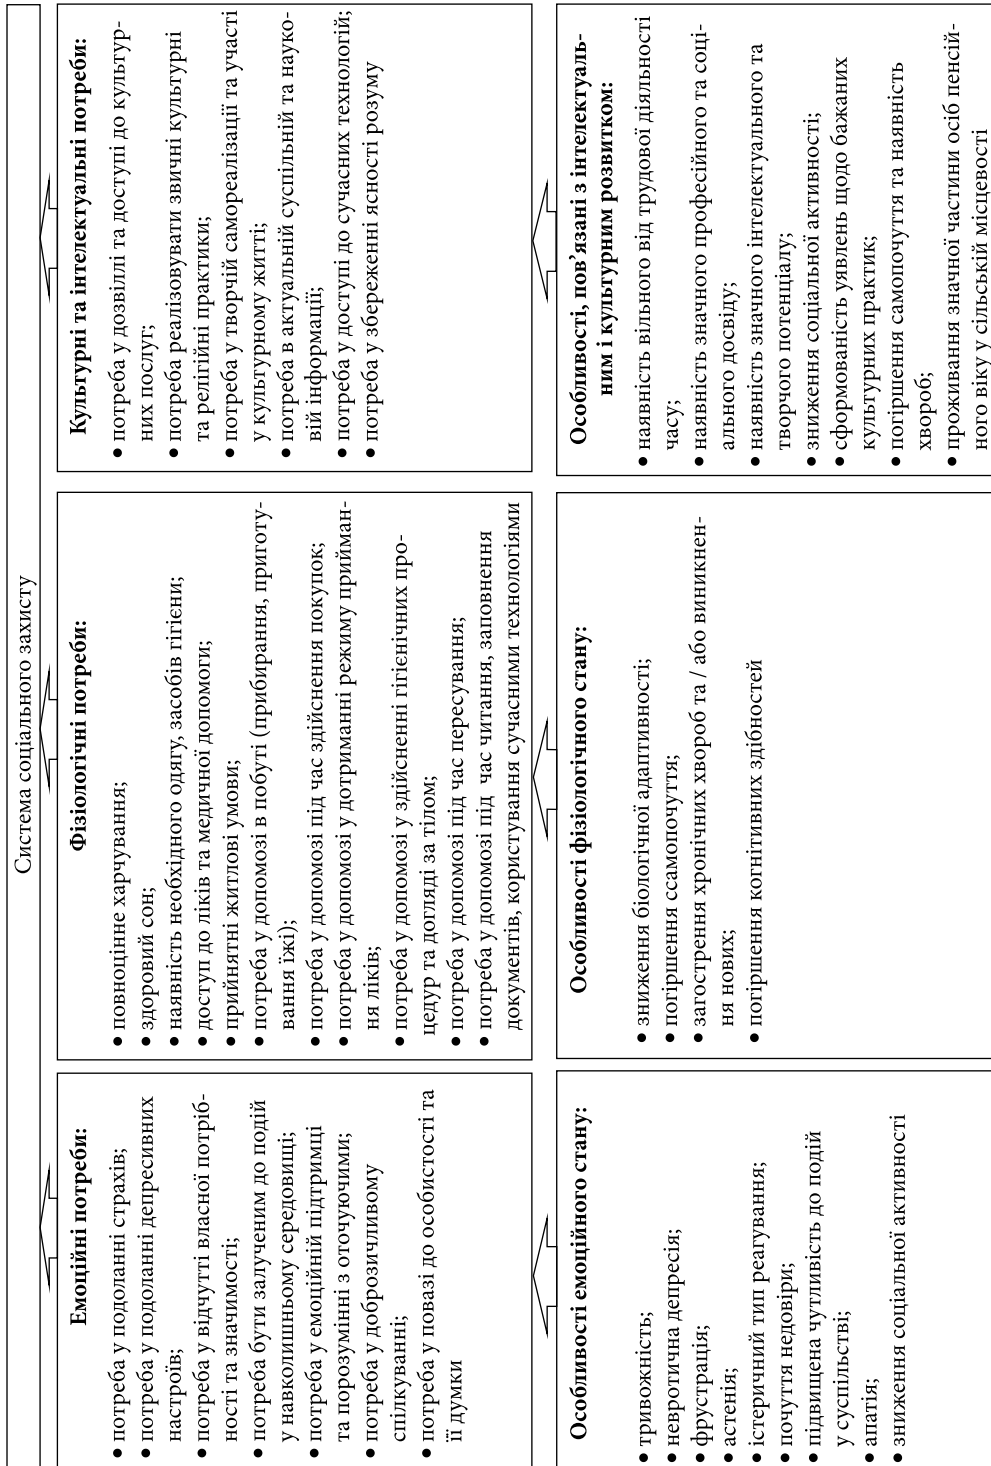 Система соціального захисту
Емоційні потреби:
• потреба у подоланні страхів;
• потреба у подоланні депресивних
настроїв;
• потреба у відчутті власної потріб-
ності та значимості;
• потреба бути залученим до подій
у навколишньому середовищі;
• потреба у емоційній підтримці
та порозумінні з оточуючими;
• потреба у доброзичливому
спілкуванні;
• потреба у повазі до особистості та
її думки
Фізіологічні потреби:
• повноцінне харчування;
• здоровий сон;
• наявність необхідного одягу, засобів гігієни;
• доступ до ліків та медичної допомоги;
• прийнятні житлові умови;
• потреба у допомозі в побуті (прибирання, приготу-
вання їжі);
• потреба у допомозі під час здійснення покупок;
• потреба у допомозі у дотриманні режиму прийман-
ня ліків;
• потреба у допомозі у здійсненні гігієнічних про-
цедур та догляді за тілом;
• потреба у допомозі під час пересування;
• потреба у допомозі під час читання, заповнення
документів, користування сучасними технологіями
Культурні та інтелектуальні потреби:
• потреба у дозвіллі та доступі до культур-
них послуг;
• потреба реалізовувати звичні культурні
та релігійні практики;
• потреба у творчій самореалізації та участі
у культурному житті;
• потреба в актуальній суспільній та науко-
вій інформації;
• потреба у доступі до сучасних технологій;
• потреба у збереженні ясності розуму
Особливості емоційного стану:
• тривожність;
• невротична депресія;
• фрустрація;
• астенія;
• істеричний тип реагування;
• почуття недовіри;
• підвищена чутливість до подій
у суспільстві;
• апатія;
• зниження соціальної активності
Особливості фізіологічного стану:
• зниження біологічної адаптивності;
• погіршення ссамопочуття;
• загострення хронічних хвороб та / або виникнен-
ня нових;
• погіршення когнітивних здібностей
Особливості, пов’язані з інтелектуаль-
ним і культурним розвитком:
• наявність вільного від трудової діяльності
часу;
• наявність значного професійного та соці-
ального досвіду;
• наявність значного інтелектуального та
творчого потенціалу;
• зниження соціальної активності;
• сформованість уявлень щодо бажаних
культурних практик;
• погіршення самопочуття та наявність
хвороб;
• проживання значної частини осіб пенсій-
ного віку у сільській місцевості